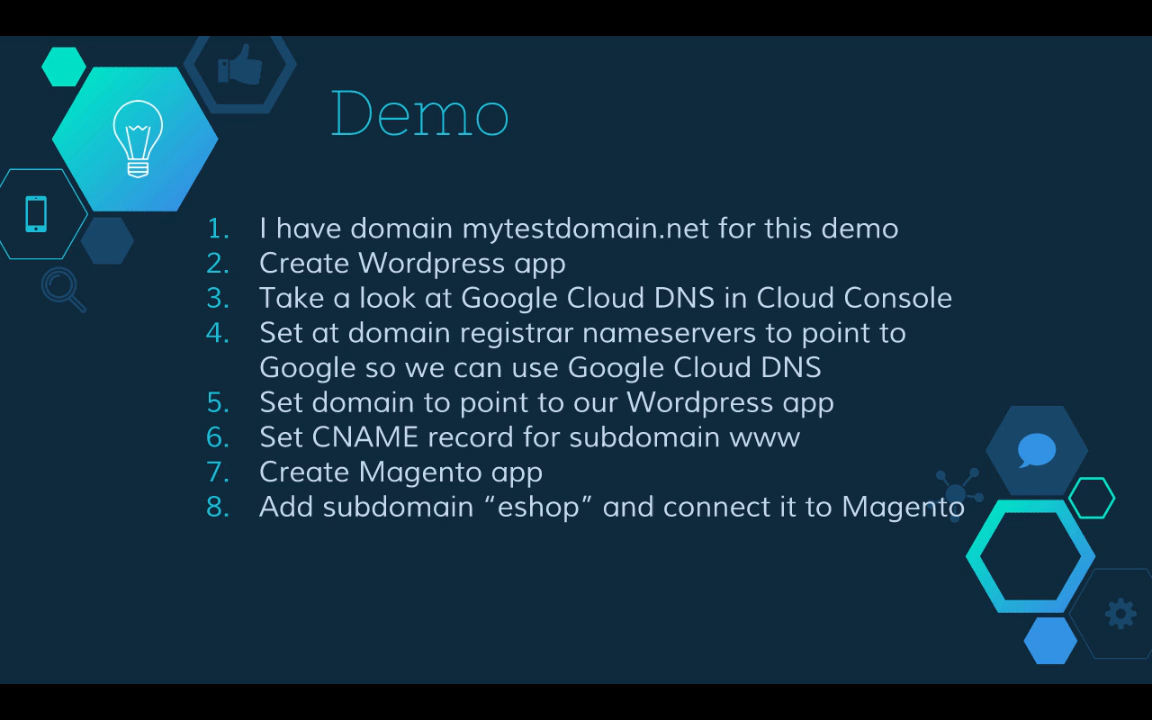 Demo
1. I have domain mytestdomain.net for this demo
2. Create Wordpress app
3. Take a look at Google Cloud DNS in Cloud Console
4. Set at domain registrar nameservers to point to
Google so we can use Google Cloud DNS
5. Set domain to point to our Wordpress app
6. Set CNAME record for subdomain www
7. Create Magento app
8. Add subdomain “eshop” and connect it to Magento